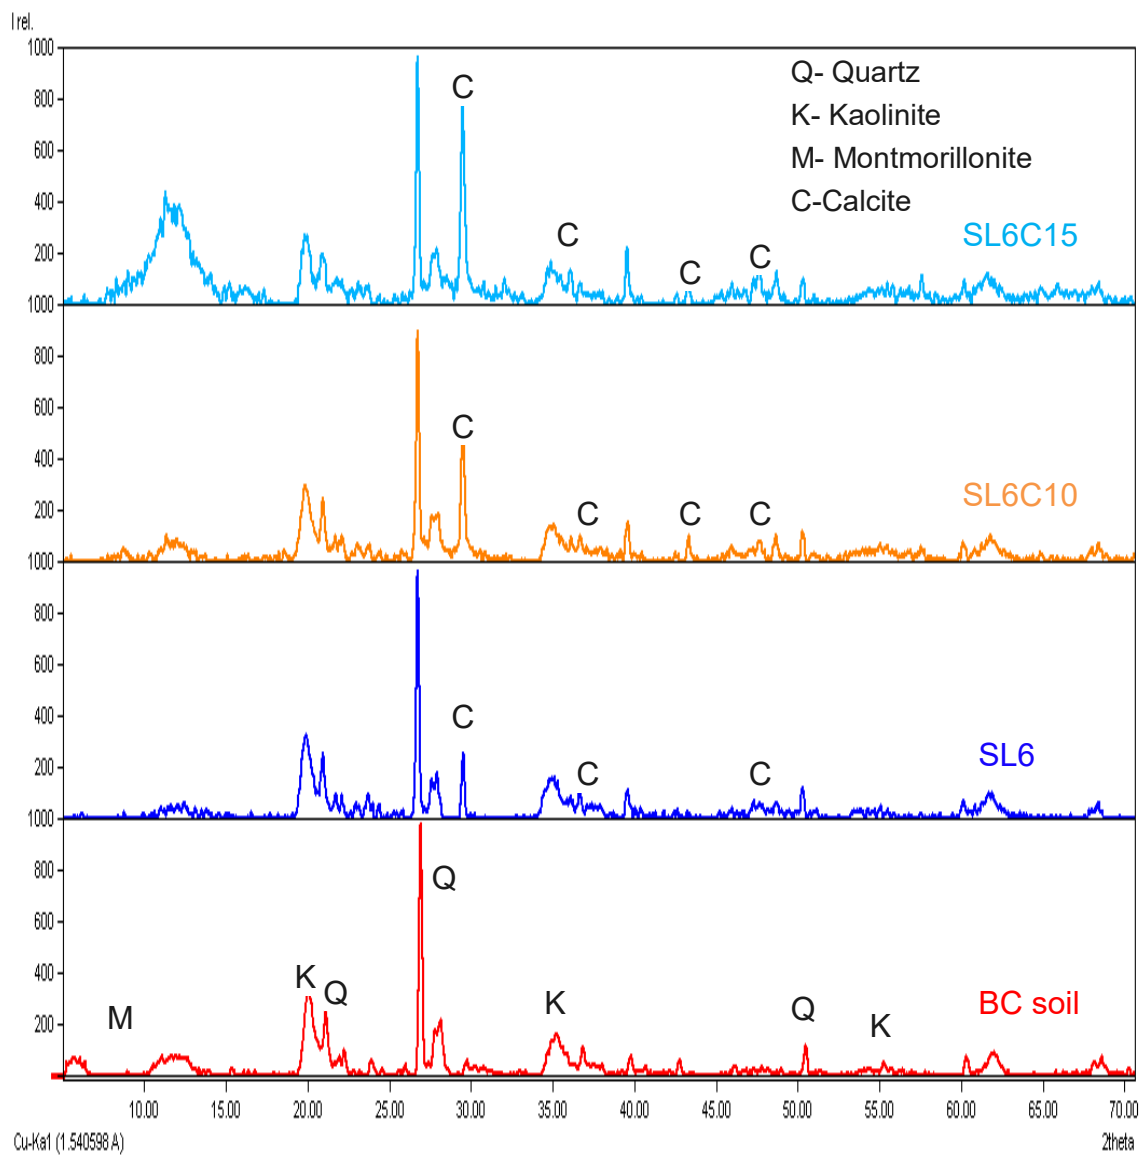 I rel.
1000
C
Q- Quartz
800
K- Kaolinite
600
M- Montmorillonite
400
C-Calcite
C
SL6C15
200
C
C
1000
800
600
C
400
SL6C10
C
C
C
200
1000
800
600
C
400
SL6
C
C
200
1000
Q
800
600
400
K
Q
K
Q
BC soil
M
K
200
10.00 15.00 20.00 25.00 30.00 35.00 40.00 45.00 50.00 55.00 60.00 65.00 70.00
Cu-Ka1 (1.540598 A)
2theta